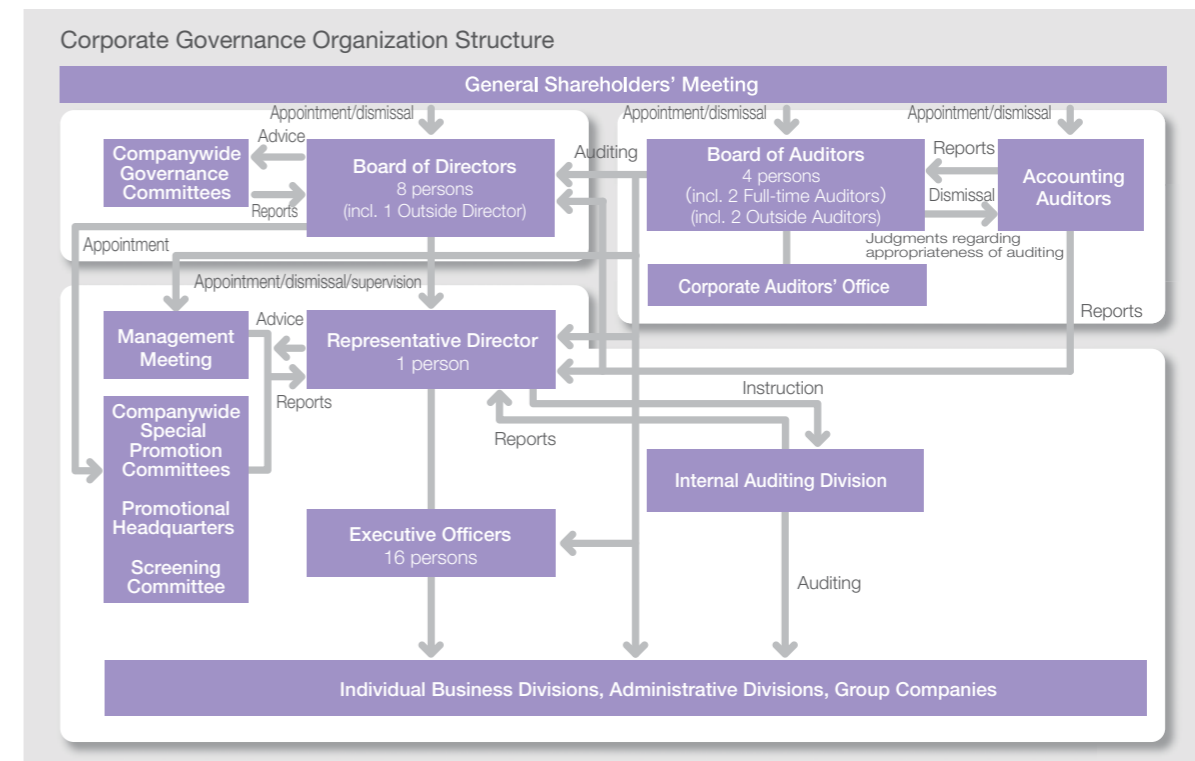 Corporate Governance Organization Structure
General Shareholders’ Meeting
Appointment/dismissal
Appointment/dismissal
Appointment/dismissal
Advice
Companywide
Governance
Committees
Reports
Board of Directors
8 persons
(incl. 1 Outside Director)
Auditing
Board of Auditors
4 persons
(incl. 2 Full-time Auditors)
(incl. 2 Outside Auditors)
Reports
Dismissal
Accounting
Auditors
Judgments regarding
appropriateness of auditing
Appointment
Corporate Auditors’ Office
Appointment/dismissal/supervision
Reports
Management
Meeting
Advice
Representative Director
1 person
Reports
Instruction
Companywide
Special
Promotion
Committees
Promotional
Headquarters
Screening
Committee
Reports
Internal Auditing Division
Executive Officers
16 persons
Auditing
Individual Business Divisions, Administrative Divisions, Group Companies